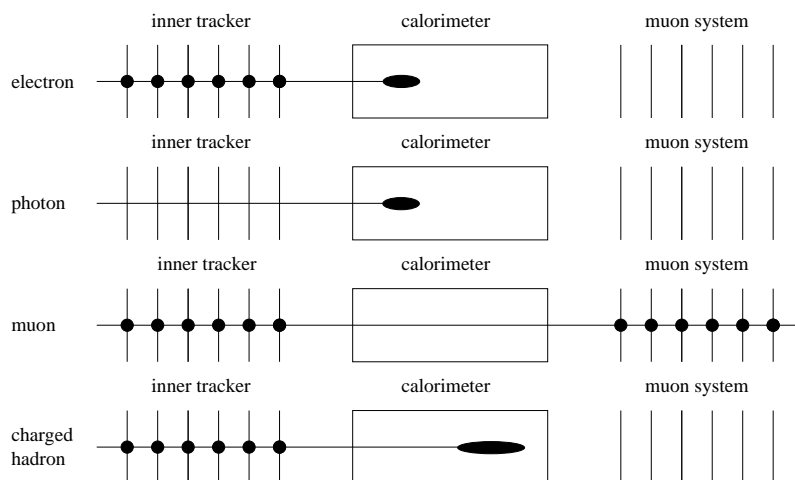 inner tracker calorimeter muon system
electron
inner tracker calorimeter muon system
photon
inner tracker calorimeter muon system
muon
inner tracker calorimeter muon system
charged
hadron